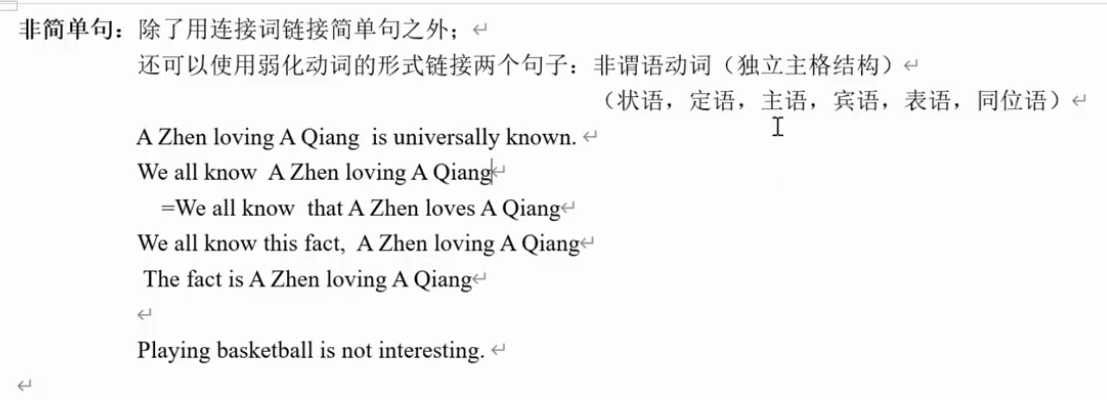 非简单句：除了用连接词链接简单句之外；
还可以使用弱化动词的形式链接两个句子：非谓语动词（独立主格结构）
（状语，定语，主语，宾语，表语，同位语）
A Zhen loving A Qiang  is universally known.
We all know  A Zhen loving A Qiang
=We all know  that A Zhen loves A Qiang
We all know this fact,  A Zhen loving A Qiang
The fact is A Zhen loving A Qiang
Playing basketball is not interesting.